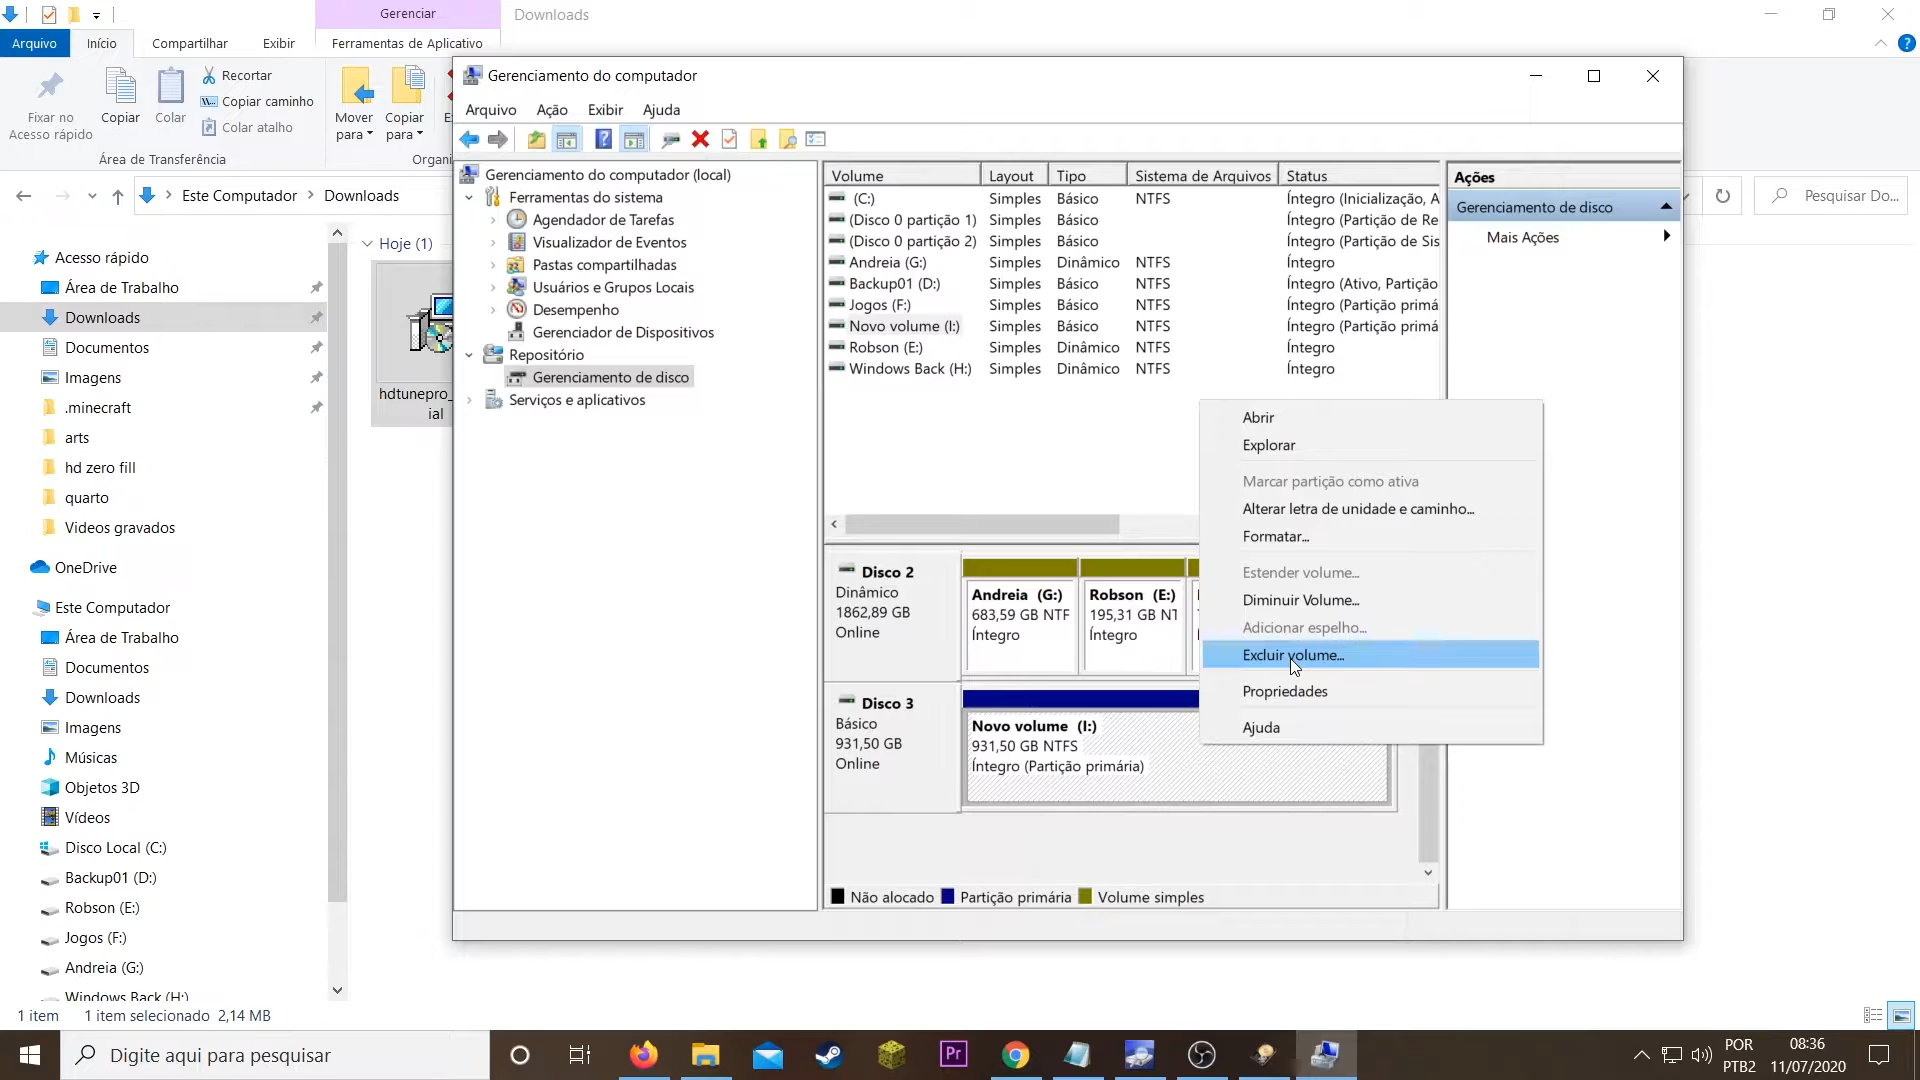 Gerenciar
Downloads
Arquivo
Início
Compartilhar
Exibir
Ferramentas de Aplicativo
Fixar no
Acesso rápido
Copiar
Colar
Recortar
Copiar caminho
Colar atalho
Área de Transferência
Mover
para
Copiar
para
Organi
Este Computador
Downloads
Pesquisar Do...
Acesso rápido
Área de Trabalho
Downloads
Documentos
Imagens
.minecraft
arts
hd zero fill
quarto
Videos gravados
OneDrive
Este Computador
Área de Trabalho
Documentos
Downloads
Imagens
Músicas
Objetos 3D
Vídeos
Disco Local (C:)
Backup01 (D:)
Robson (E:)
Jogos (F:)
Andreia (G:)
Windows Back (H:)
Hoje (1)
hdtunepro_
ial
1 item
1 item selecionado 2,14 MB
Gerenciamento do computador
Arquivo
Ação
Exibir
Ajuda
Gerenciamento do computador (local)
Ferramentas do sistema
Agendador de Tarefas
Visualizador de Eventos
Pastas compartilhadas
Usuários e Grupos Locais
Desempenho
Gerenciador de Dispositivos
Repositório
Gerenciamento de disco
Serviços e aplicativos
Volume Layout Tipo Sistema de Arquivos Status
(C:) Simples Básico NTFS Íntegro (Inicialização, A
(Disco 0 partição 1) Simples Básico Íntegro (Partição de Re
(Disco 0 partição 2) Simples Básico Íntegro (Partição de Sis
Andreia (G:) Simples Dinâmico NTFS Íntegro
Backup01 (D:) Simples Básico NTFS Íntegro (Ativo, Partição
Jogos (F:) Simples Básico NTFS Íntegro (Partição primá
Novo volume (I:) Simples Básico NTFS Íntegro (Partição primá
Robson (E:) Simples Dinâmico NTFS Íntegro
Windows Back (H:) Simples Dinâmico NTFS Íntegro
Ações
Gerenciamento de disco
Mais Ações
Abrir
Explorar
Marcar partição como ativa
Alterar letra de unidade e caminho...
Formatar...
Estender volume...
Diminuir Volume...
Adicionar espelho...
Excluir volume...
Propriedades
Ajuda
Disco 2
Dinâmico
1862,89 GB
Online
Andreia (G:)
683,59 GB NTF
Íntegro
Robson (E:)
195,31 GB NT
Íntegro
Disco 3
Básico
931,50 GB
Online
Novo volume (I:)
931,50 GB NTFS
Íntegro (Partição primária)
Não alocado
Partição primária
Volume simples
Digite aqui para pesquisar
Pr
POR
PTB2
08:36
11/07/2020